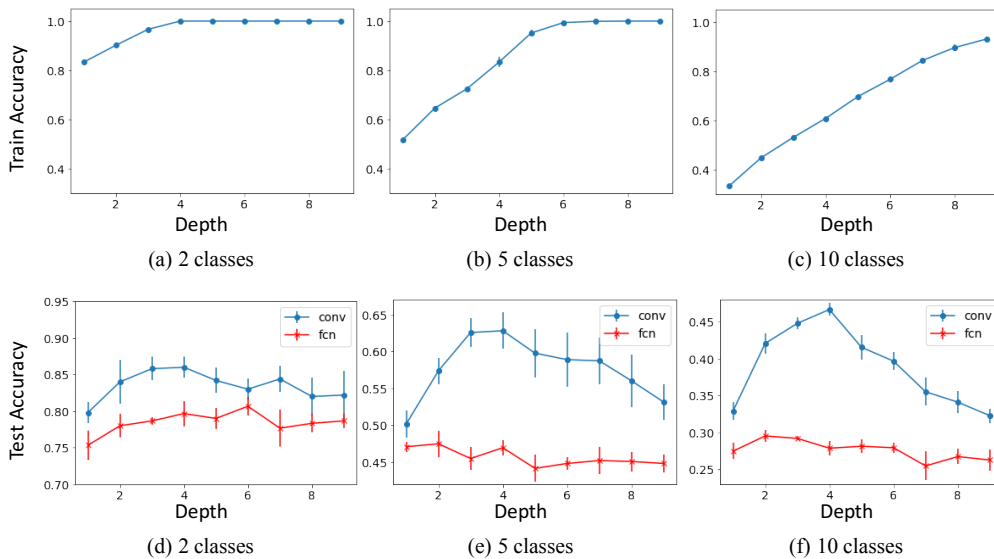 Train Accuracy
1.0
0.8
0.6
0.4
2 4 6 8
Depth
(a) 2 classes
1.0
0.8
0.6
0.4
2 4 6 8
Depth
(b) 5 classes
1.0
0.8
0.6
0.4
2 4 6 8
Depth
(c) 10 classes
Test Accuracy
0.95
0.90
0.85
0.80
0.75
0.70
conv
fcn
2 4 6 8
Depth
(d) 2 classes
0.65
0.60
0.55
0.50
0.45
conv
fcn
2 4 6 8
Depth
(e) 5 classes
0.45
0.40
0.35
0.30
0.25
conv
fcn
2 4 6 8
Depth
(f) 10 classes